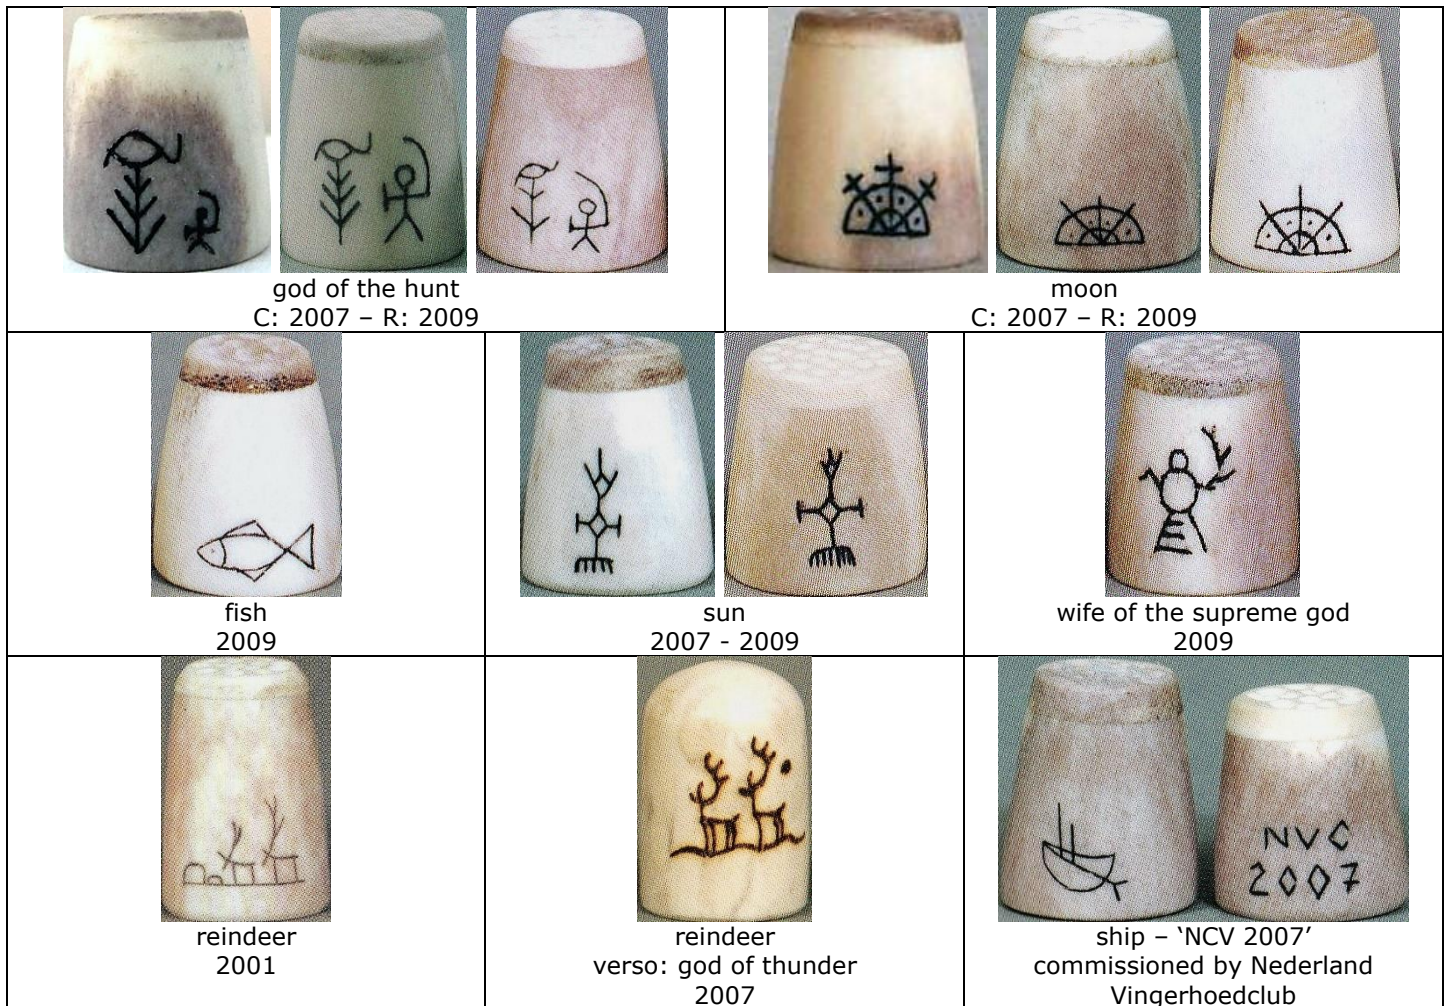 god of the hunt
C: 2007 – R: 2009
moon
C: 2007 – R: 2009
fish
2009
sun
2007 - 2009
wife of the supreme god
2009
reindeer
2001
reindeer
verso: god of thunder
2007
NVC
2007
ship – ‘NCV 2007’
commissioned by Nederland
Vingerhoedclub